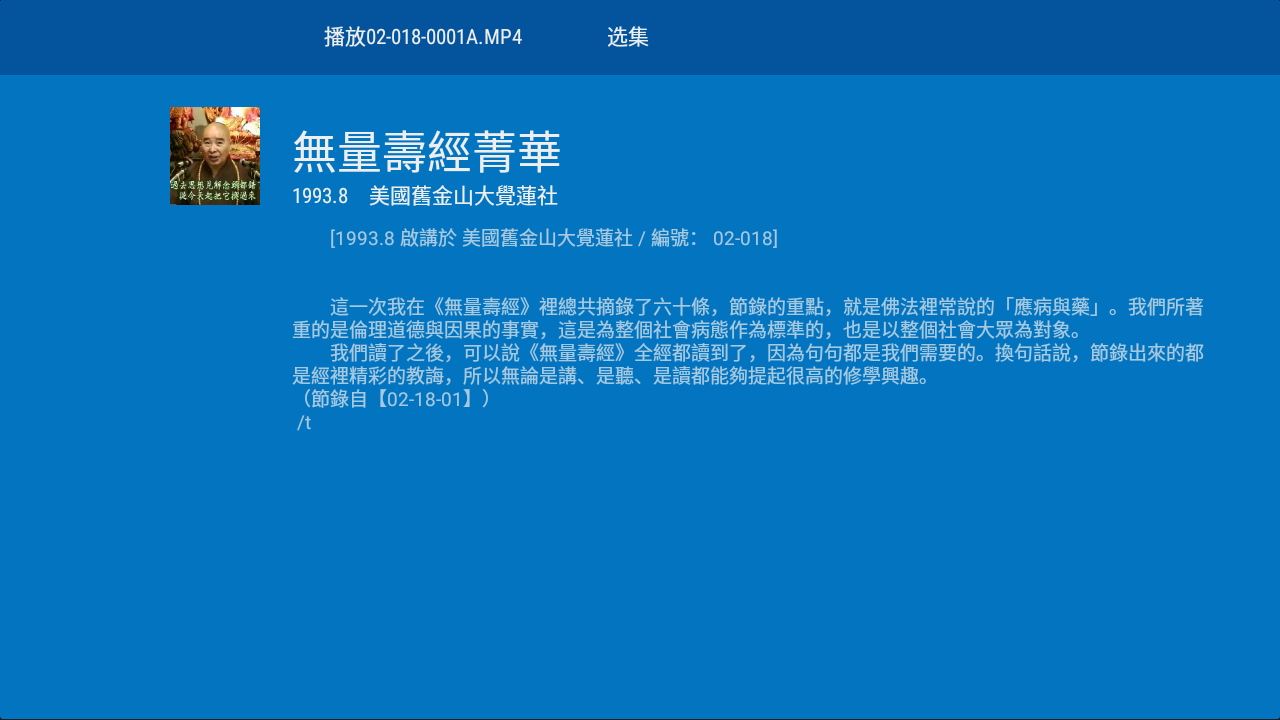 播放02-018-0001A.MP4 选集
無量壽經菁華
1993.8　美國舊金山大覺蓮社
過去思想見解念頭都錯了
從今天起把它擯過來
[1993.8 啟講於 美國舊金山大覺蓮社 / 編號： 02-018]
這一次我在《無量壽經》裡總共摘錄了六十條，節錄的重點，就是佛法裡常說的「應病與藥」。我們所著
重的是倫理道德與因果的事實，這是為整個社會病態作為標準的，也是以整個社會大眾為對象。
我們讀了之後，可以說《無量壽經》全經都讀到了，因為句句都是我們需要的。換句話說，節錄出來的都
是經裡精彩的教誨，所以無論是講、是聽、是讀都能夠提起很高的修學興趣。
（節錄自【02-18-01】）
/t